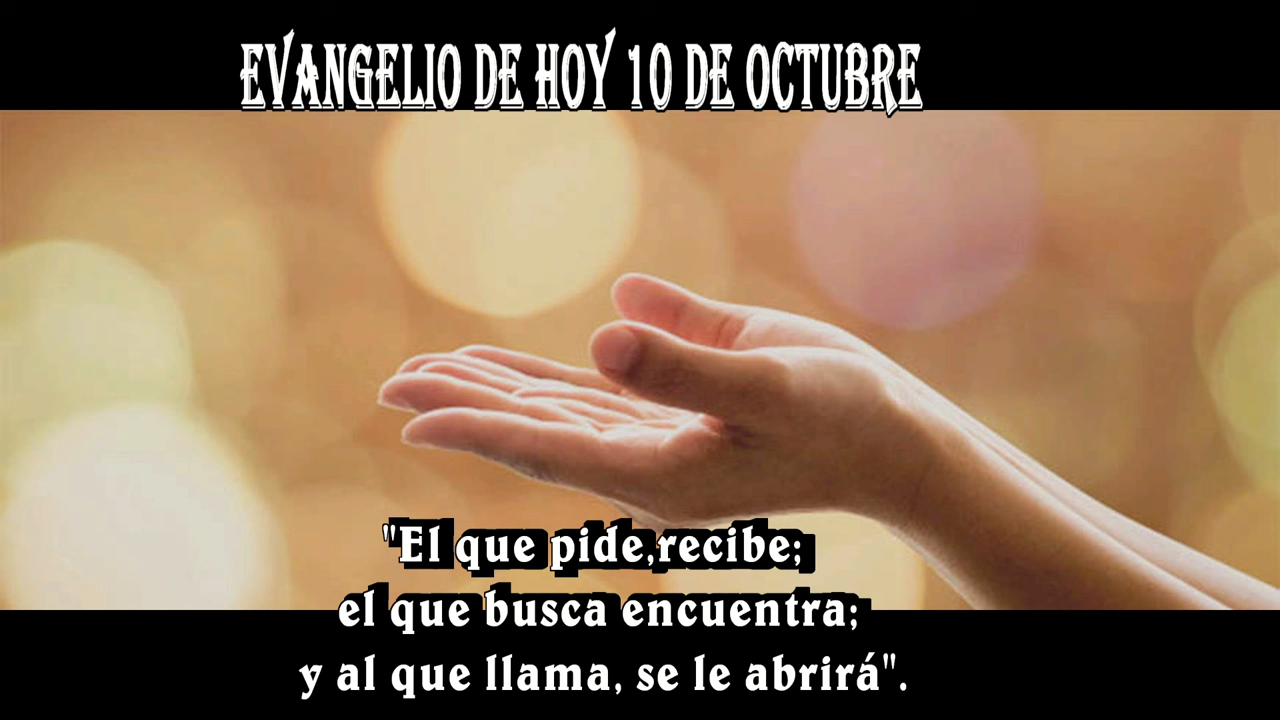 EVANGELIO DE HOY 10 DE OCTUBRE
"El que pide,recibe;
el que busca encuentra;
y al que llama, se le abrirá".